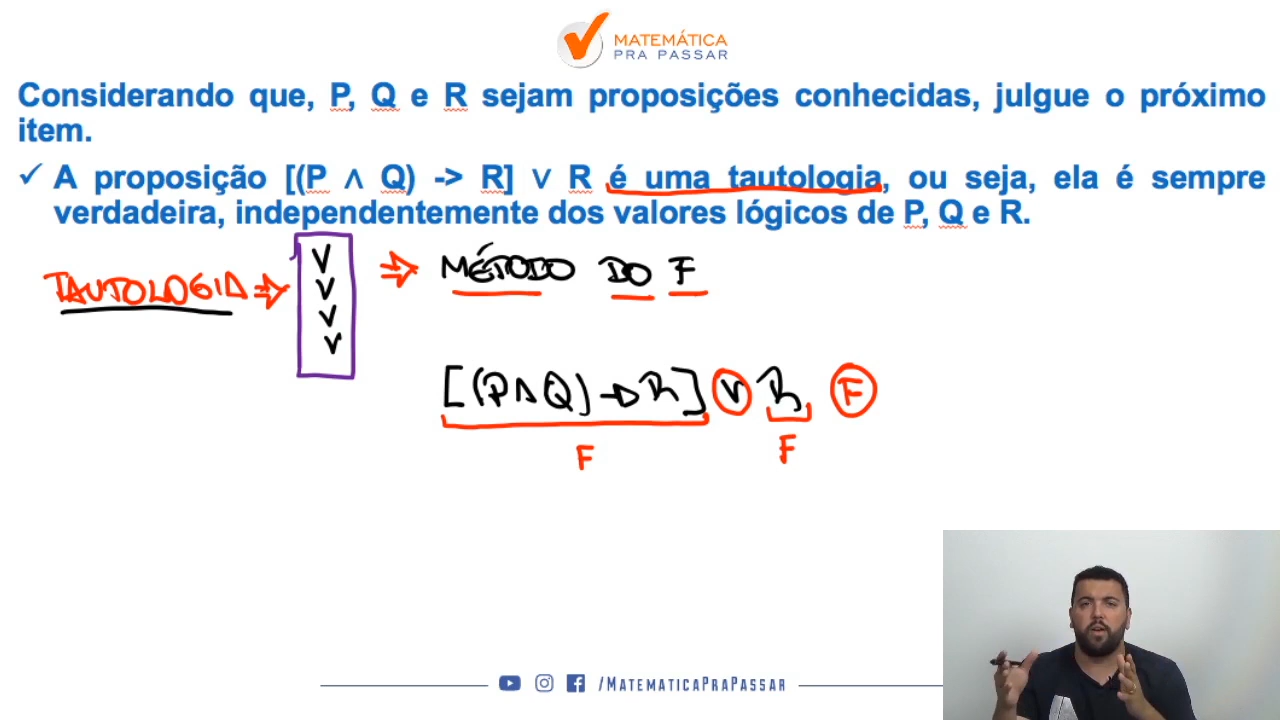 MATEMÁTICA
PRA PASSAR
Considerando que, P, Q e R sejam proposições conhecidas, julgue o próximo
item.
✓ A proposição [(P ∧ Q) -> R] ∨ R é uma tautologia, ou seja, ela é sempre
verdadeira, independentemente dos valores lógicos de P, Q e R.
TAUTOLOGIA ⇒ V ⇒ MÉTODO DO F
V
V
V
[(P∧Q)→R] ∨ R F
F F
/MATEMATICAPRAPASSAR